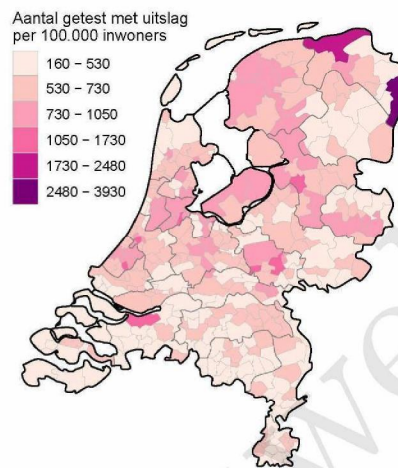 Aantal getest met uitslag
per 100.000 inwoners
160 – 530
530 – 730
730 – 1050
1050 – 1730
1730 – 2480
2480 – 3930